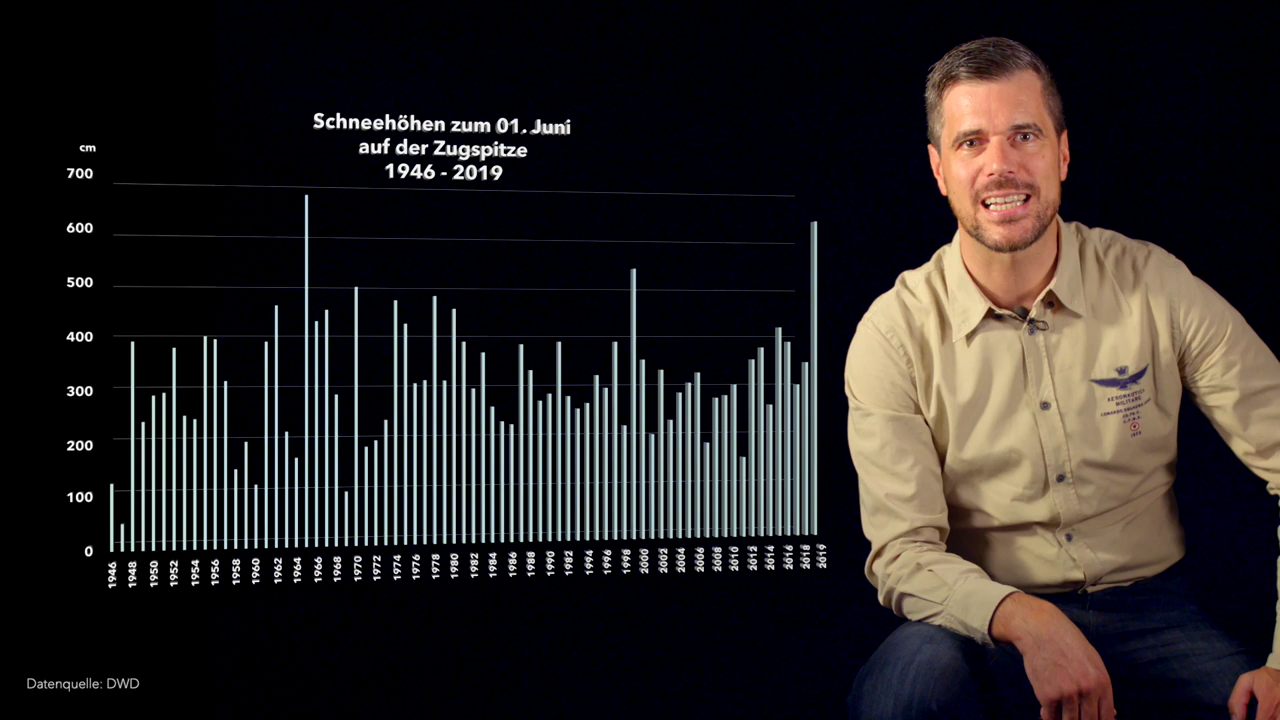 Schneehöhen zum 01. Juni
auf der Zugspitze
1946 - 2019
cm
700
600
500
400
300
200
100
0
1946 1948 1950 1952 1954 1956 1958 1960 1962 1964 1966 1968 1970 1972 1974 1976 1978 1980 1982 1984 1986 1988 1990 1982 1994 1996 1998 2000 2002 2004 2006 2008 2010 2012 2014 2016 2018 2019
AERONAUTICA
MILITARE
Datenquelle: DWD